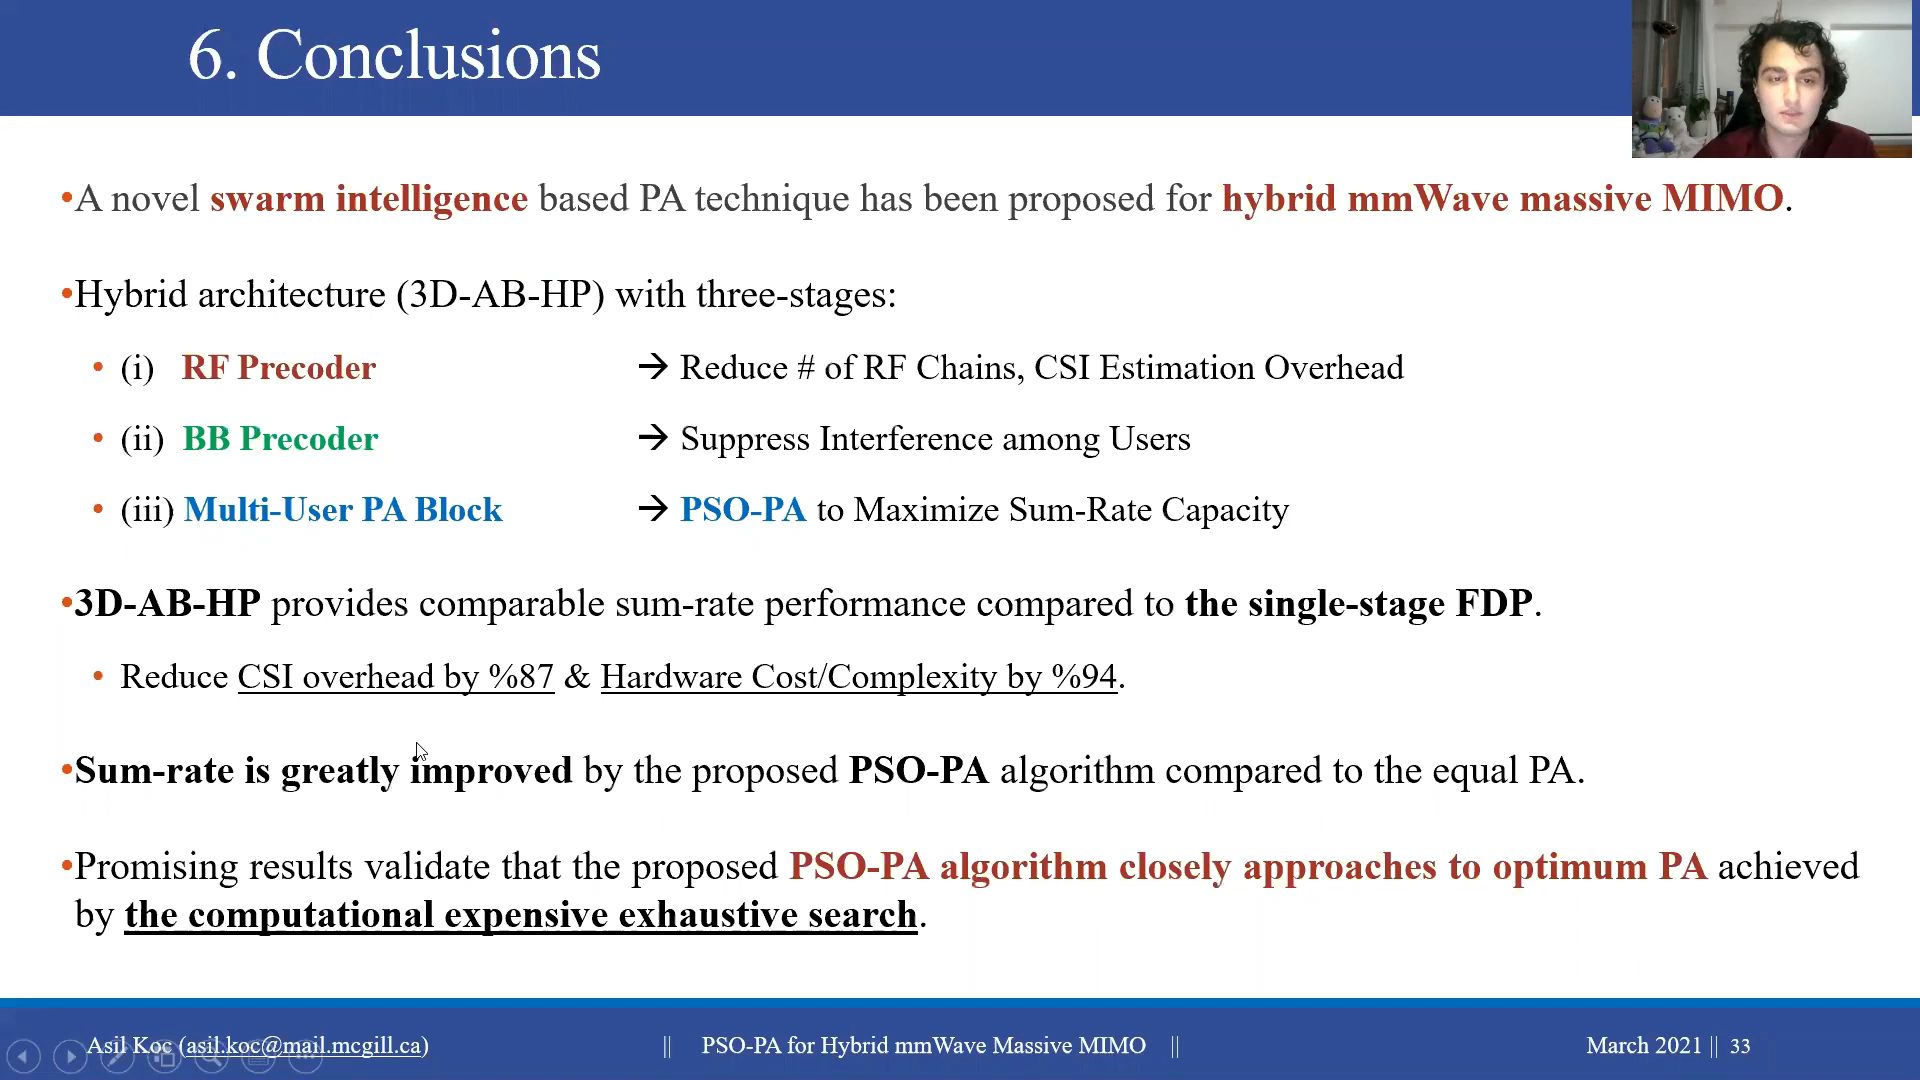 6. Conclusions
•A novel swarm intelligence based PA technique has been proposed for hybrid mmWave massive MIMO.
•Hybrid architecture (3D-AB-HP) with three-stages:
• (i) RF Precoder → Reduce # of RF Chains, CSI Estimation Overhead
• (ii) BB Precoder → Suppress Interference among Users
• (iii) Multi-User PA Block → PSO-PA to Maximize Sum-Rate Capacity
•3D-AB-HP provides comparable sum-rate performance compared to the single-stage FDP.
• Reduce CSI overhead by %87 & Hardware Cost/Complexity by %94.
•Sum-rate is greatly improved by the proposed PSO-PA algorithm compared to the equal PA.
•Promising results validate that the proposed PSO-PA algorithm closely approaches to optimum PA achieved
by the computational expensive exhaustive search.
Asil Koc (asil.koc@mail.mcgill.ca) || PSO-PA for Hybrid mmWave Massive MIMO || March 2021 || 33